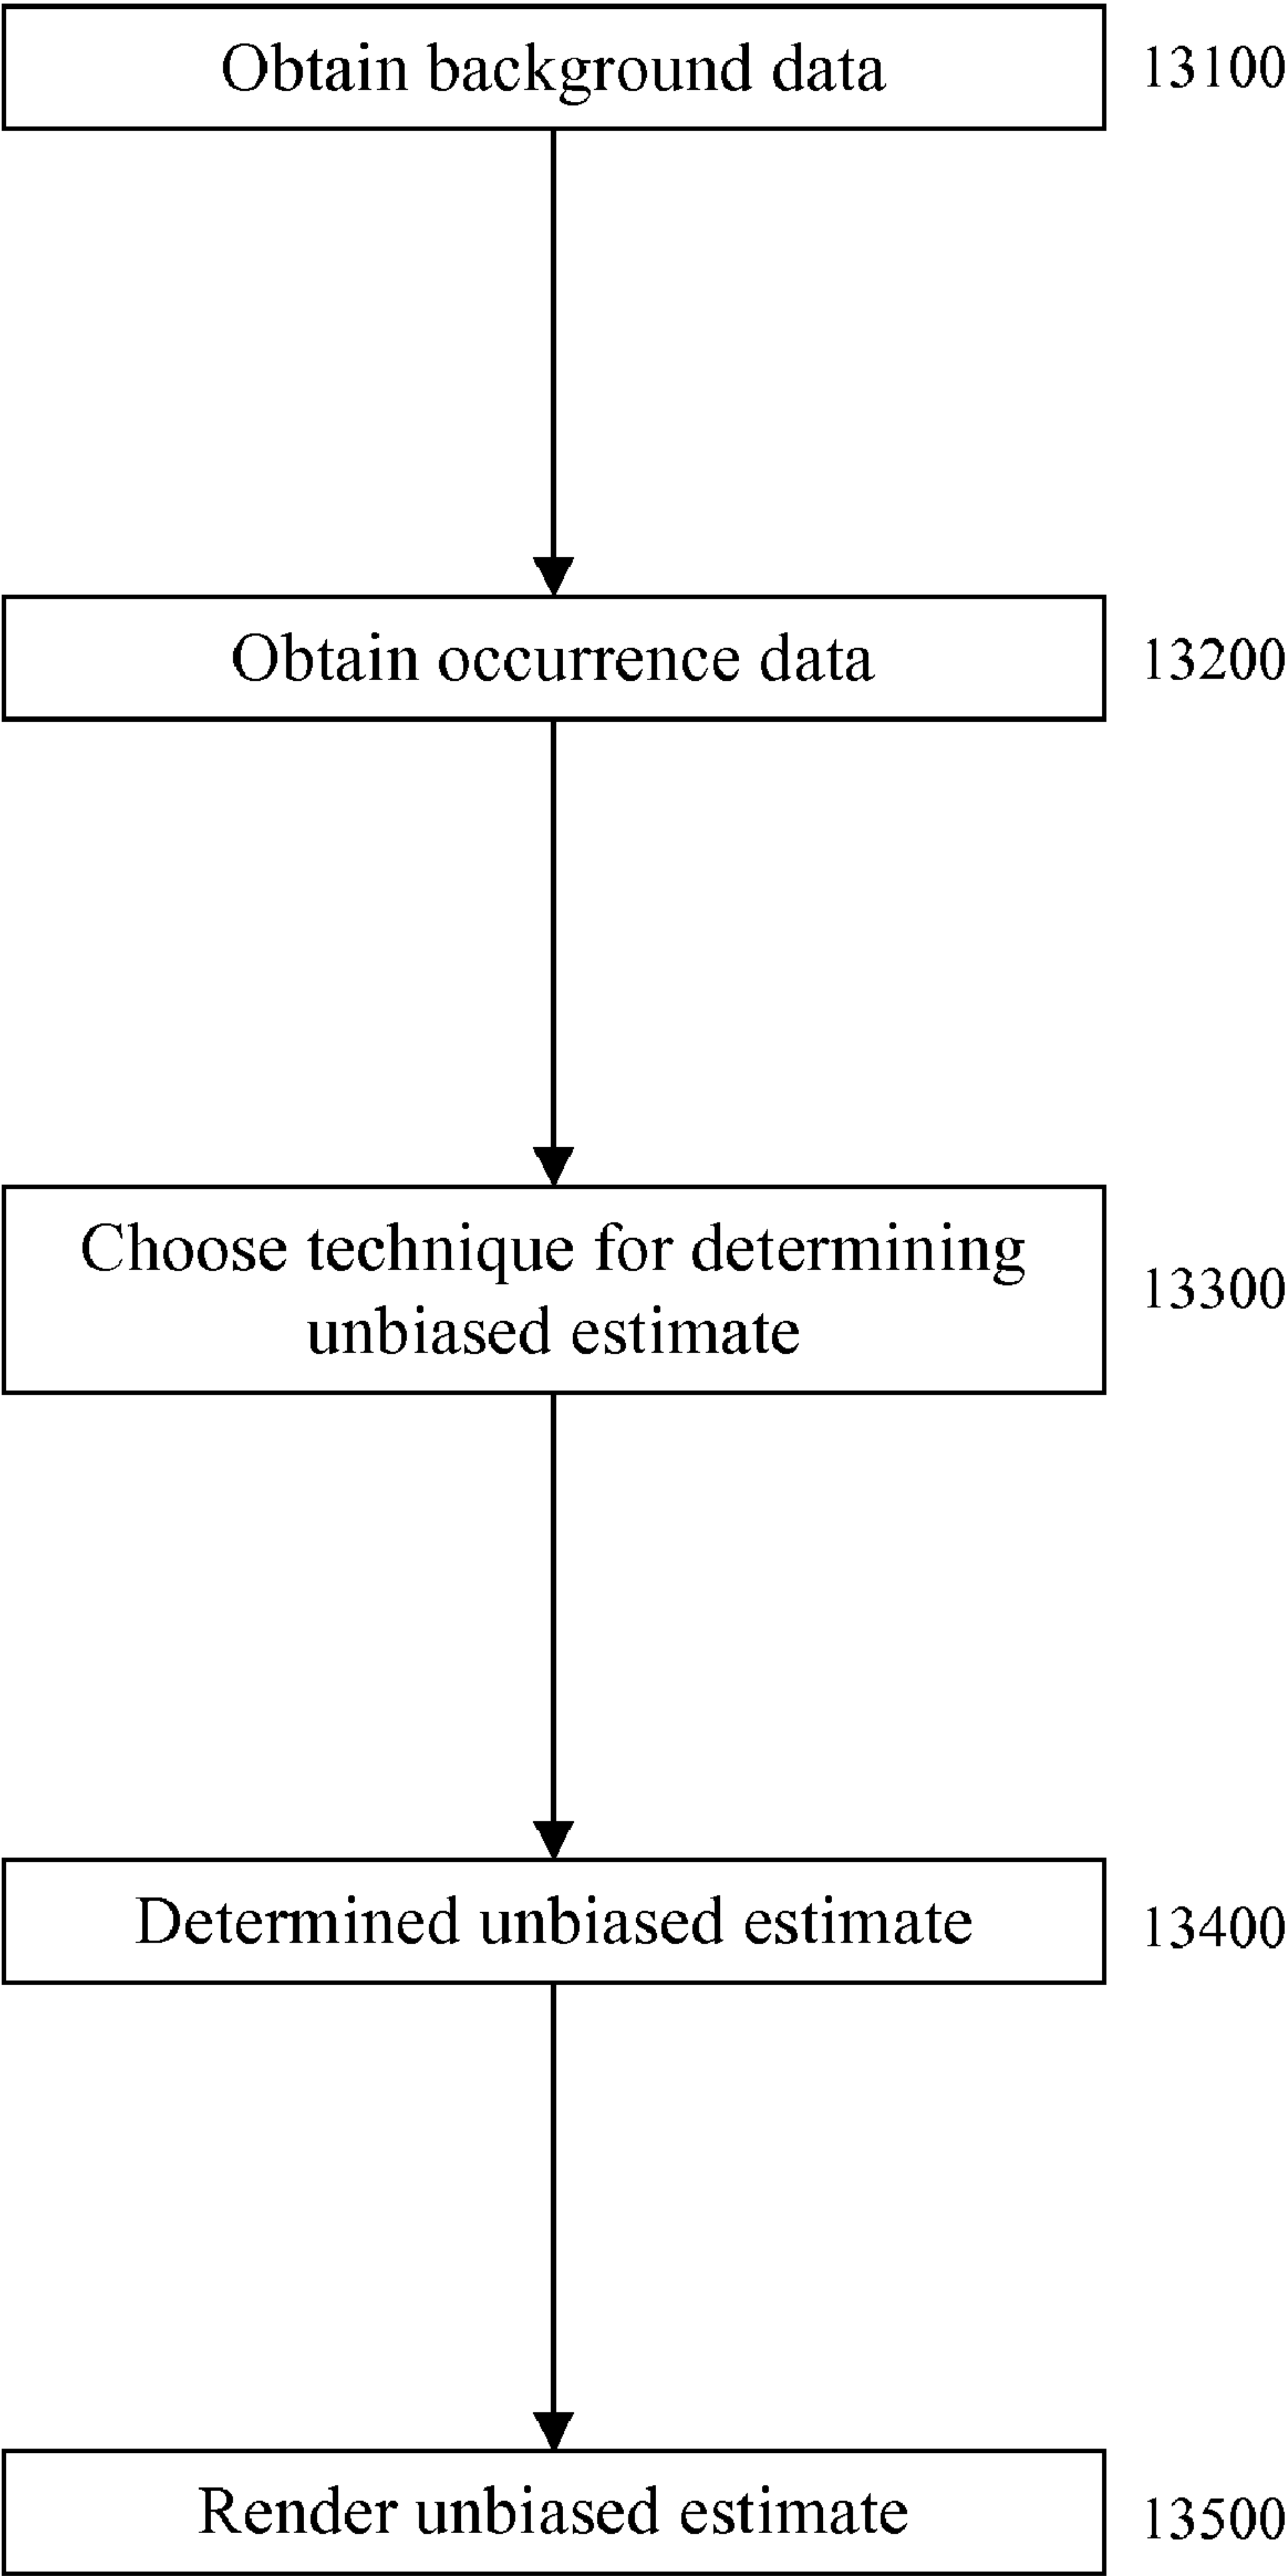 Obtain background data 13100
Obtain occurrence data 13200
Choose technique for determining
unbiased estimate
13300
Determined unbiased estimate 13400
Render unbiased estimate 13500